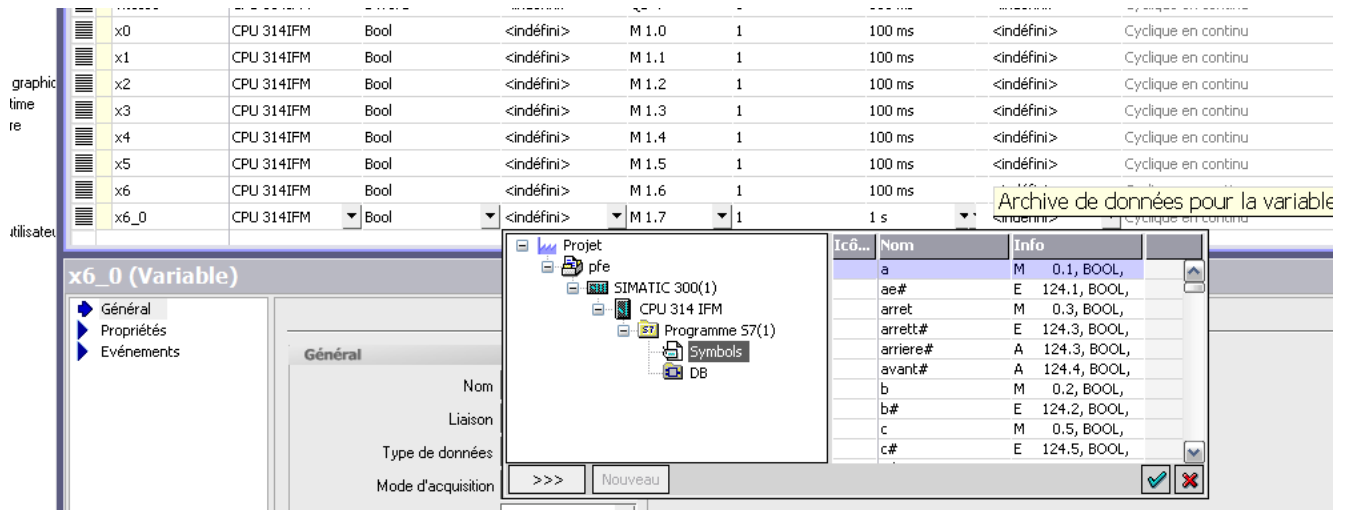 x0 CPU 314IFM Bool <indéfini> M 1.0 1 100 ms <indéfini> Cyclique en continu
x1 CPU 314IFM Bool <indéfini> M 1.1 1 100 ms <indéfini> Cyclique en continu
graphic x2 CPU 314IFM Bool <indéfini> M 1.2 1 100 ms <indéfini> Cyclique en continu
time x3 CPU 314IFM Bool <indéfini> M 1.3 1 100 ms <indéfini> Cyclique en continu
re x4 CPU 314IFM Bool <indéfini> M 1.4 1 100 ms <indéfini> Cyclique en continu
x5 CPU 314IFM Bool <indéfini> M 1.5 1 100 ms <indéfini> Cyclique en continu
x6 CPU 314IFM Bool <indéfini> M 1.6 1 100 ms
Archive de données pour la variable
utilisateu x6_0 CPU 314IFM Bool <indéfini> M 1.7 1 1 s <indéfini> Cyclique en continu
x6_0 (Variable)
Général
Propriétés
Evénements
Général
Nom
Liaison
Type de données
Mode d'acquisition
Projet
pfe
SIMATIC 300(1)
CPU 314 IFM
Programme S7(1)
Symbols
DB
>>> Nouveau
Icô... Nom Info
a M 0.1, BOOL,
ae# E 124.1, BOOL,
arret M 0.3, BOOL,
arrett# E 124.3, BOOL,
arriere# A 124.3, BOOL,
avant# A 124.4, BOOL,
b M 0.2, BOOL,
b# E 124.2, BOOL,
c M 0.5, BOOL,
c# E 124.5, BOOL,